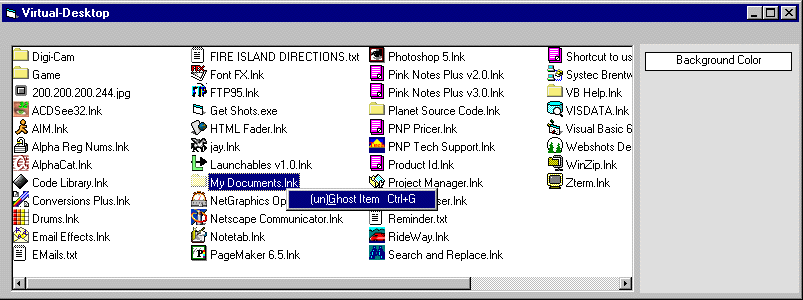 Virtual-Desktop
Digi-Cam
Game
200.200.200.244.jpg
ACDSee32.lnk
AIM.lnk
Alpha Reg Nums.lnk
AlphaCat.lnk
Code Library.lnk
Conversions Plus.lnk
Drums.lnk
Email Effects.lnk
EMails.txt
FIRE ISLAND DIRECTIONS.txt
Font FX.lnk
FTP95.lnk
Get Shots.exe
HTML Fader.lnk
jay.lnk
Launchables v1.0.lnk
My Documents.lnk
NetGraphics Op
Netscape Communicator.lnk
Notetab.lnk
PageMaker 6.5.lnk
(un)Ghost Item Ctrl+G
Photoshop 5.lnk
Pink Notes Plus v2.0.lnk
Pink Notes Plus v3.0.lnk
Planet Source Code.lnk
PNP Pricer.lnk
PNP Tech Support.lnk
Product Id.lnk
Project Manager.lnk
ser.lnk
Reminder.txt
RideWay.lnk
Search and Replace.lnk
Shortcut to us
Systec Brentw
VB Help.lnk
VISDATA.lnk
Visual Basic 6
Webshots De
WinZip.lnk
Zterm.lnk
Background Color